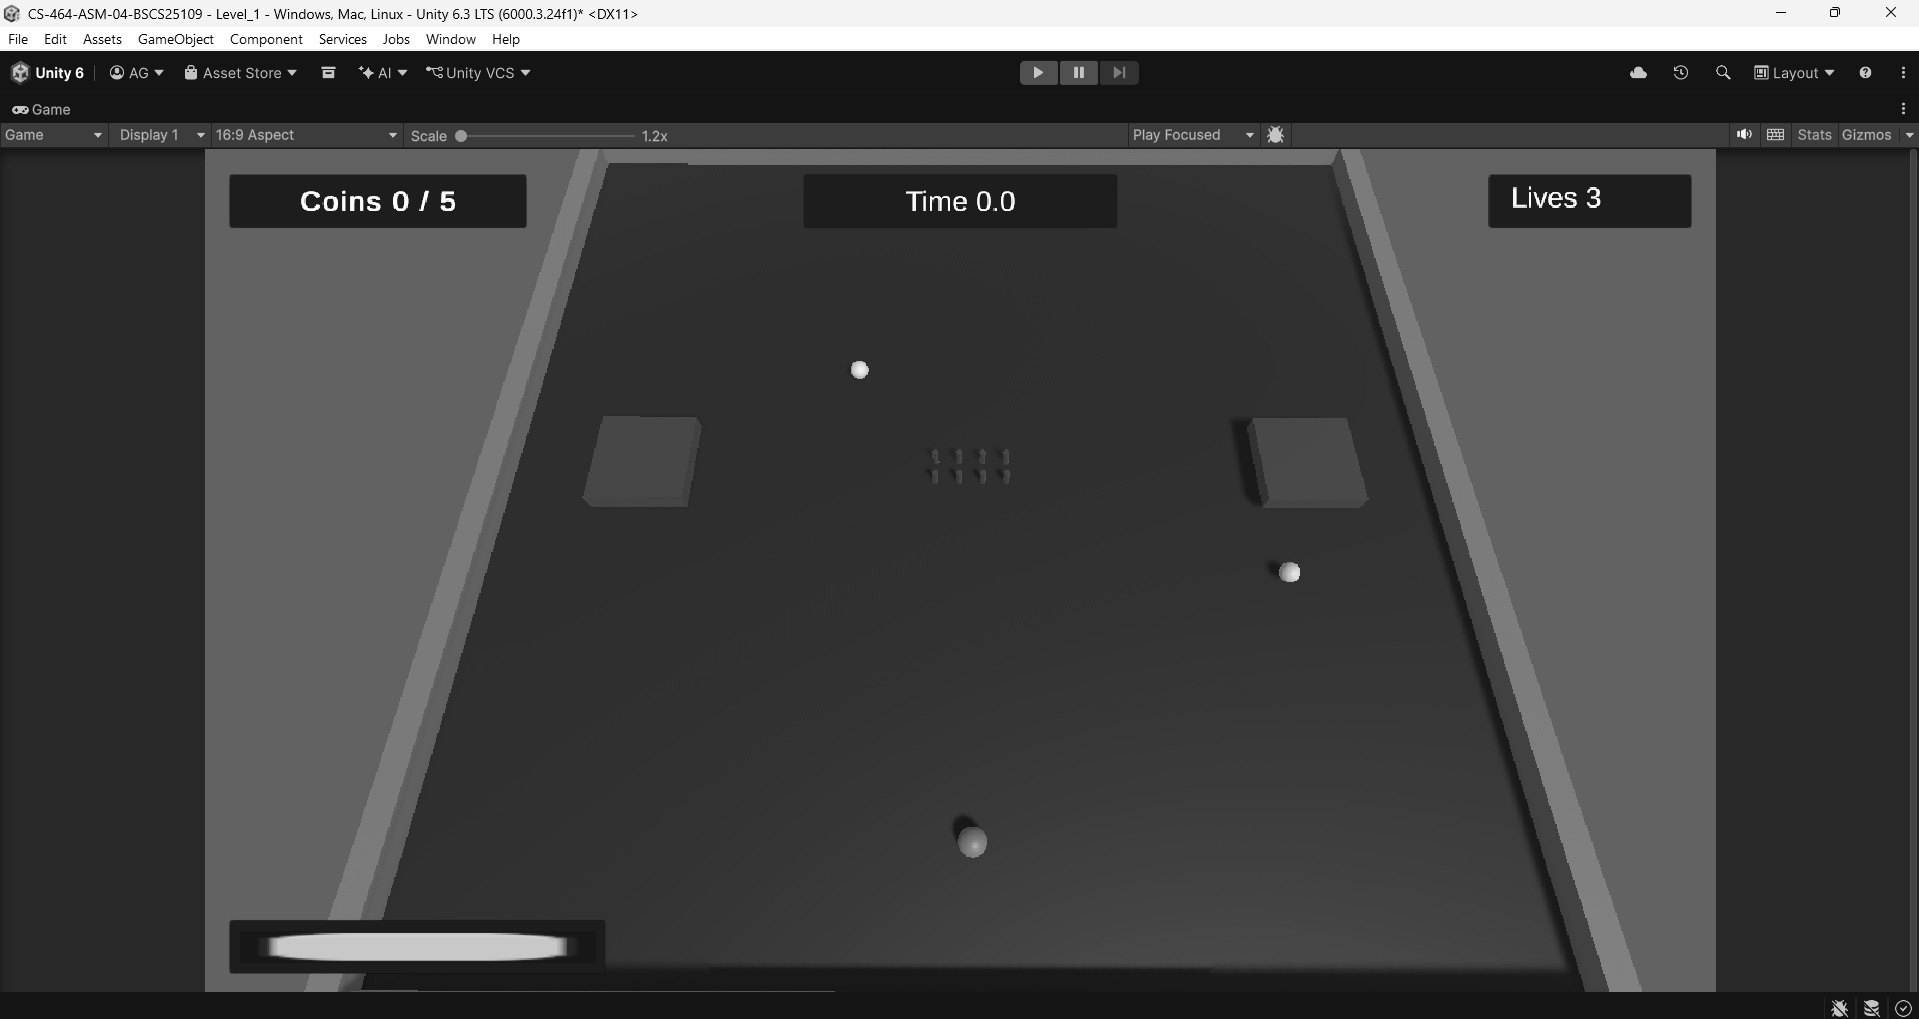 CS-464-ASM-04-BSCS25109 - Level_1 - Windows, Mac, Linux - Unity 6.3 LTS (6000.3.24f1)* <DX11>
File Edit Assets GameObject Component Services Jobs Window Help
Unity 6 AG Asset Store AI Unity VCS Layout
Game
Game Display 1 16:9 Aspect Scale 1.2x Play Focused Stats Gizmos
Coins 0 / 5 Time 0.0 Lives 3